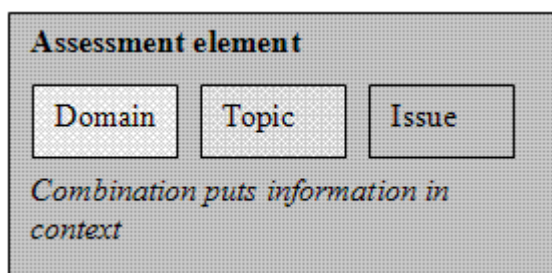 Assessment element
Domain Topic Issue
Combination puts information in
context